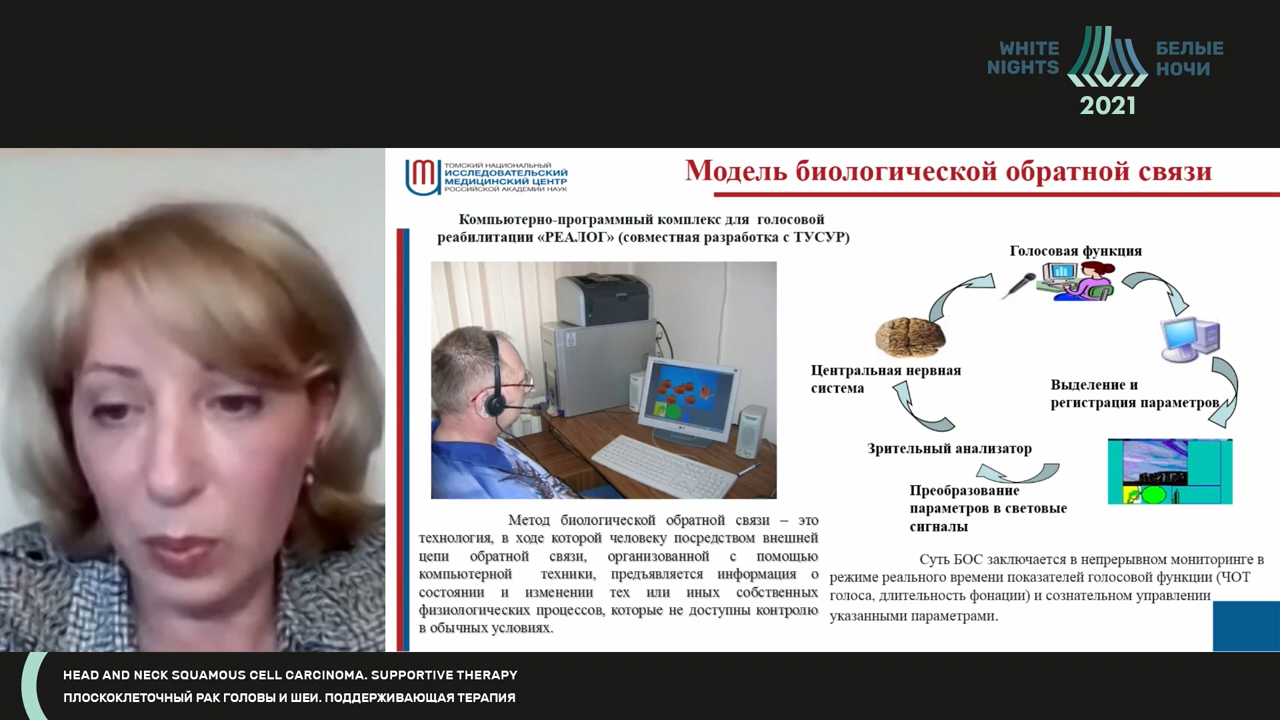 WHITE NIGHTS
БЕЛЫЕ НОЧИ
2021
ТОМСКИЙ НАЦИОНАЛЬНЫЙ
ИССЛЕДОВАТЕЛЬСКИЙ
МЕДИЦИНСКИЙ ЦЕНТР
РОССИЙСКОЙ АКАДЕМИИ НАУК
Модель биологической обратной связи
Компьютерно-программный комплекс для голосовой
реабилитации «РЕАЛОГ» (совместная разработка с ТУСУР)
Голосовая функция
Центральная нервная
система
Выделение и
регистрация параметров
Зрительный анализатор
Преобразование
параметров в световые
сигналы
Метод биологической обратной связи – это
технология, в ходе которой человеку посредством внешней
цепи обратной связи, организованной с помощью
компьютерной техники, предъявляется информация о
состоянии и изменении тех или иных собственных
физиологических процессов, которые не доступны контролю
в обычных условиях.
Суть БОС заключается в непрерывном мониторинге в
режиме реального времени показателей голосовой функции (ЧОТ
голоса, длительность фонации) и сознательном управлении
указанными параметрами.
HEAD AND NECK SQUAMOUS CELL CARCINOMA. SUPPORTIVE THERAPY
ПЛОСКОКЛЕТОЧНЫЙ РАК ГОЛОВЫ И ШЕИ. ПОДДЕРЖИВАЮЩАЯ ТЕРАПИЯ